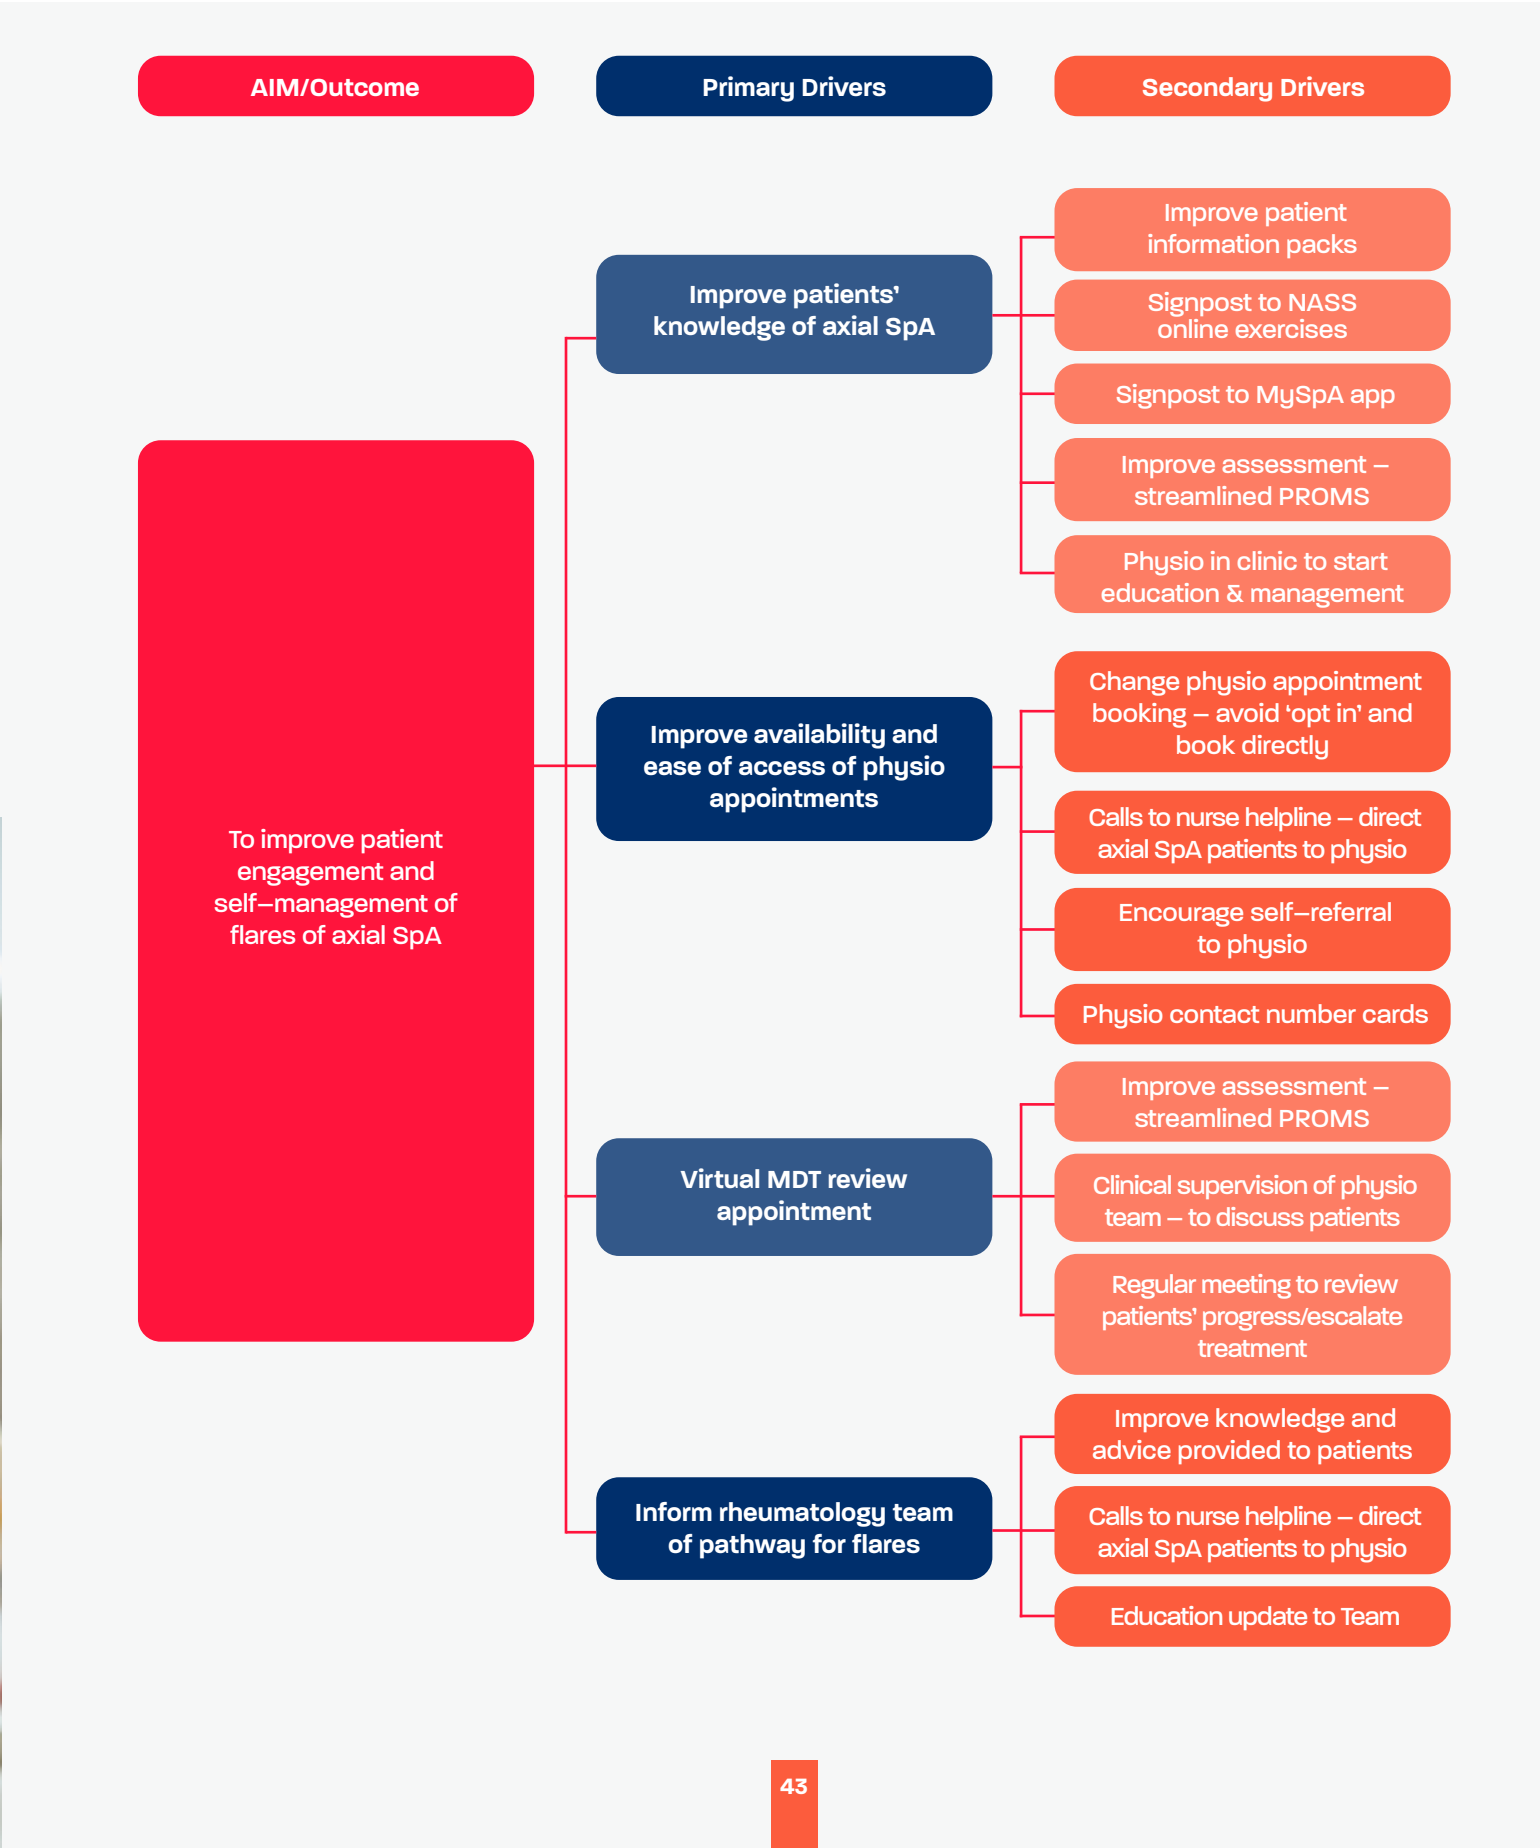 AIM/Outcome
Primary Drivers
Secondary Drivers
To improve patient
engagement and
self–management of
flares of axial SpA
Improve patients’
knowledge of axial SpA
Improve patient
information packs
Signpost to NASS
online exercises
Signpost to MySpA app
Improve assessment –
streamlined PROMS
Physio in clinic to start
education & management
Improve availability and
ease of access of physio
appointments
Change physio appointment
booking – avoid ‘opt in’ and
book directly
Calls to nurse helpline – direct
axial SpA patients to physio
Encourage self–referral
to physio
Physio contact number cards
Virtual MDT review
appointment
Improve assessment –
streamlined PROMS
Clinical supervision of physio
team – to discuss patients
Regular meeting to review
patients’ progress/escalate
treatment
Inform rheumatology team
of pathway for flares
Improve knowledge and
advice provided to patients
Calls to nurse helpline – direct
axial SpA patients to physio
Education update to Team
43